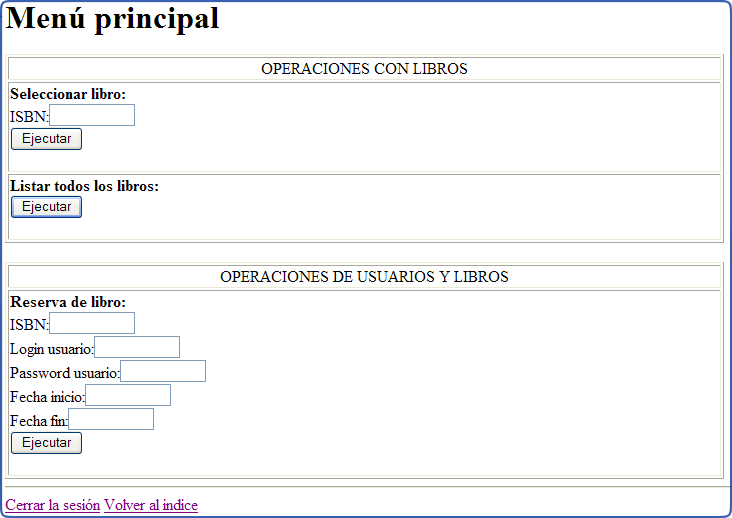 Menú principal
OPERACIONES CON LIBROS
Seleccionar libro:
ISBN:
Ejecutar
Listar todos los libros:
Ejecutar
OPERACIONES DE USUARIOS Y LIBROS
Reserva de libro:
ISBN:
Login usuario:
Password usuario:
Fecha inicio:
Fecha fin:
Ejecutar
Cerrar la sesión Volver al índice